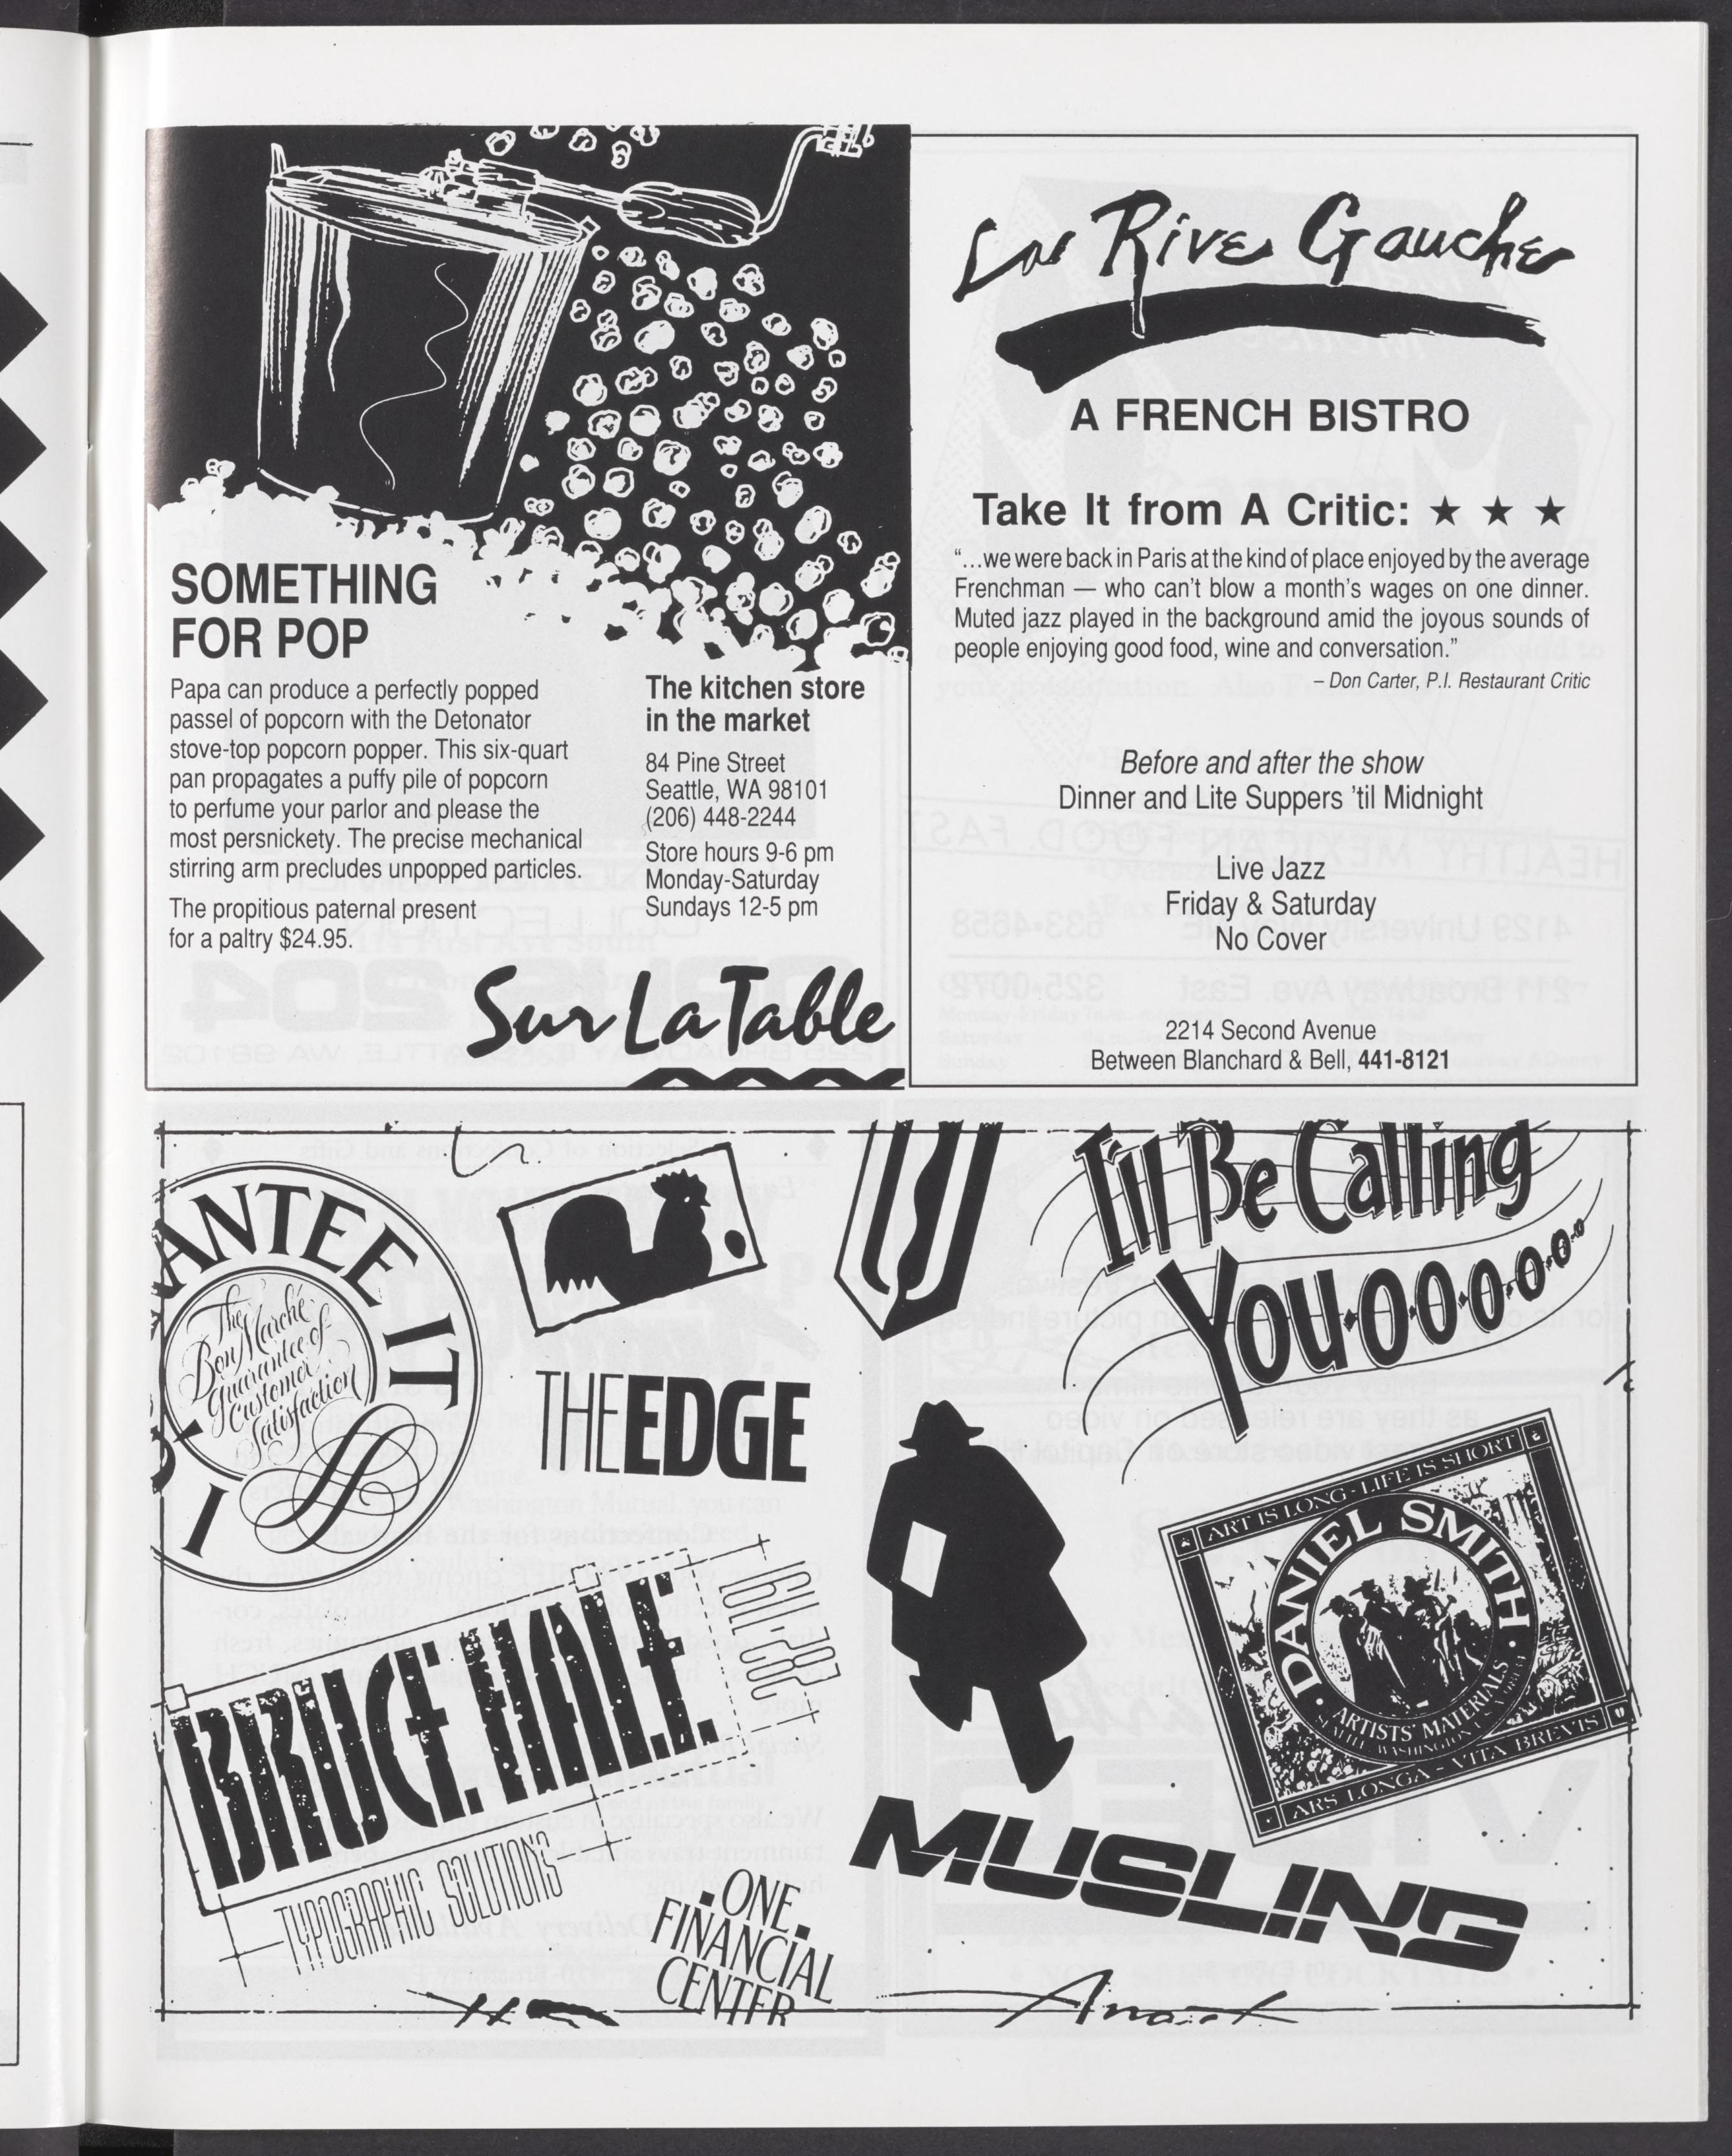 SOMETHING
FOR POP
Papa can produce a perfectly popped
passel of popcorn with the Detonator
stove-top popcorn popper. This six-quart
pan propagates a puffy pile of popcorn
to perfume your parlor and please the
most persnickety. The precise mechanical
stirring arm precludes unpopped particles.
The propitious paternal present
for a paltry $24.95.
The kitchen store
in the market
84 Pine Street
Seattle, WA 98101
(206) 448-2244
Store hours 9-6 pm
Monday-Saturday
Sundays 12-5 pm
Sur La Table
La Rive Gauche
A FRENCH BISTRO
Take It from A Critic: ★ ★ ★
“...we were back in Paris at the kind of place enjoyed by the average
Frenchman — who can't blow a month's wages on one dinner.
Muted jazz played in the background amid the joyous sounds of
people enjoying good food, wine and conversation.”
– Don Carter, P.I. Restaurant Critic
Before and after the show
Dinner and Lite Suppers 'til Midnight
Live Jazz
Friday & Saturday
No Cover
2214 Second Avenue
Between Blanchard & Bell, 441-8121
ANTEE IT
The
Bon Marché
Guarantee of
Customer
Satisfaction
THE EDGE
I'll Be Calling
You·o·o·o·o·o·o
ART IS LONG - LIFE IS SHORT
DANIEL SMITH
ARTISTS' MATERIALS
SEATTLE, WASHINGTON, U.S.A.
ARS LONGA - VITA BREVIS
BRUCE HALE
TYPOGRAPHIC SOLUTIONS
MUSLING
·ONE·
FINANCIAL
CENTER